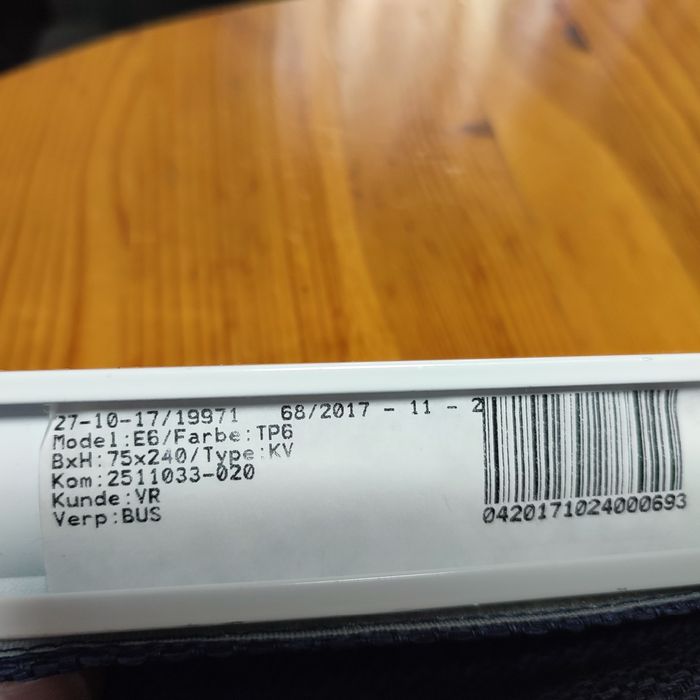 27-10-17/19971 68/2017 - 11 - 2
Model:E6/Farbe:TP6
BxH:75x240/Type:KV
Kom:2511033-020
Kunde:VR
Verp:BUS
0420171024000693